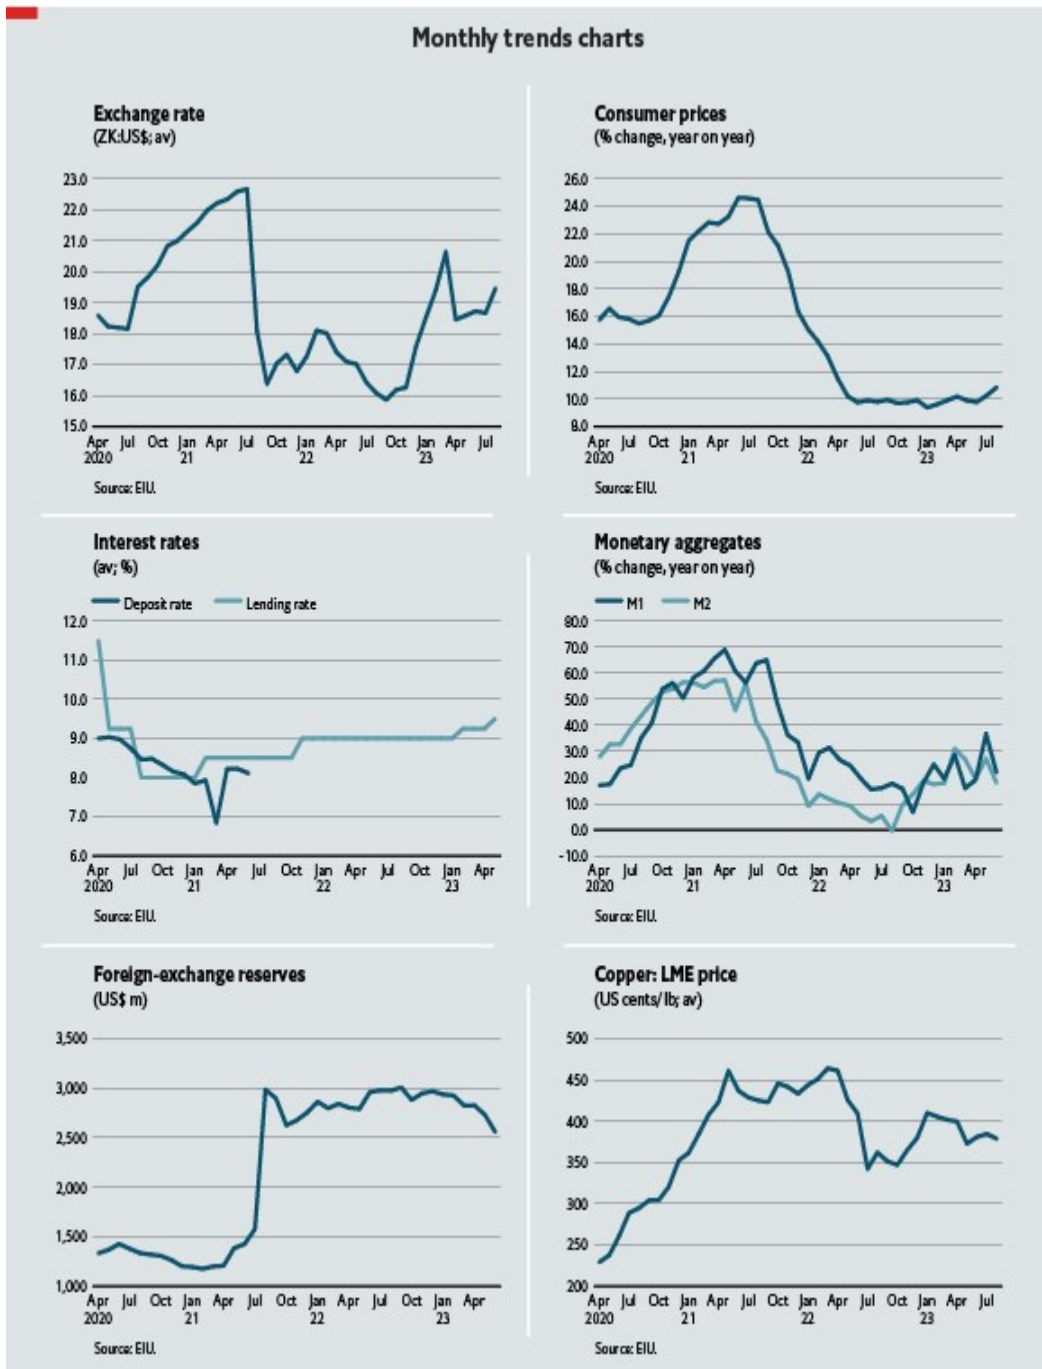 Monthly trends charts
Exchange rate
(ZK:US$; av)
23.0
22.0
21.0
20.0
19.0
18.0
17.0
16.0
15.0
Apr Jul Oct Jan Apr Jul Oct Jan Apr Jul Oct Jan Apr Jul
2020 21 22 23
Source: EIU.
Consumer prices
(% change, year on year)
26.0
24.0
22.0
20.0
18.0
16.0
14.0
12.0
10.0
8.0
Apr Jul Oct Jan Apr Jul Oct Jan Apr Jul Oct Jan Apr Jul
2020 21 22 23
Source: EIU.
Interest rates
(av; %)
Deposit rate Lending rate
12.0
11.0
10.0
9.0
8.0
7.0
6.0
Apr Jul Oct Jan Apr Jul Oct Jan Apr Jul Oct Jan Apr
2020 21 22 23
Source: EIU.
Monetary aggregates
(% change, year on year)
M1 M2
80.0
70.0
60.0
50.0
40.0
30.0
20.0
10.0
0.0
-10.0
Apr Jul Oct Jan Apr Jul Oct Jan Apr Jul Oct Jan Apr
2020 21 22 23
Source: EIU.
Foreign-exchange reserves
(US$ m)
3,500
3,000
2,500
2,000
1,500
1,000
Apr Jul Oct Jan Apr Jul Oct Jan Apr Jul Oct Jan Apr
2020 21 22 23
Source: EIU.
Copper: LME price
(US cents/lb; av)
500
450
400
350
300
250
200
Apr Jul Oct Jan Apr Jul Oct Jan Apr Jul Oct Jan Apr Jul
2020 21 22 23
Source: EIU.